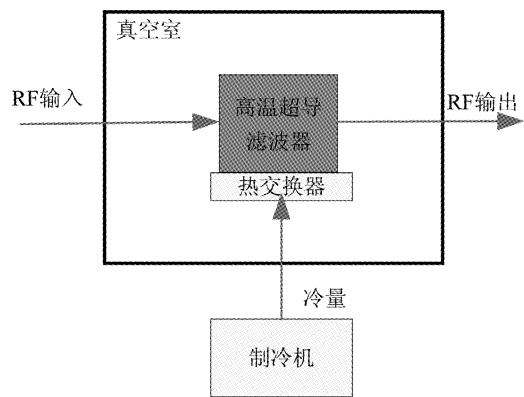 真空室
RF输入
高温超导
滤波器
RF输出
热交换器
冷量
制冷机